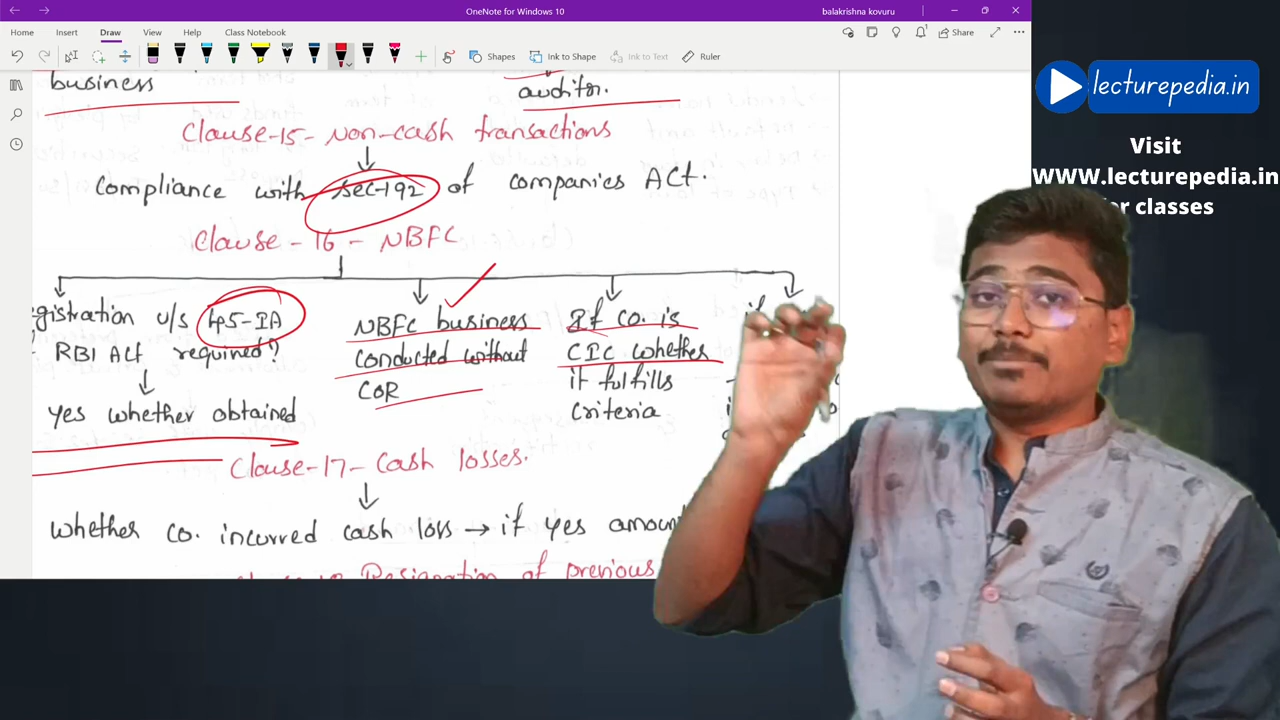 OneNote for Windows 10
balakrishna kovuru
Home Insert Draw View Help Class Notebook
Share
Shapes Ink to Shape Ink to Text Ruler
business
auditor.
Clause-15- Non-cash transactions
Compliance with sec-192 of companies Act.
Clause - 16 - NBFC
egistration u/s 45-IA
RBI Act required?
yes whether obtained
NBFC business
conducted without
COR
If co. is
CIC whether
it fulfills
criteria
if
Clause-17- Cash losses.
whether co. incurred cash loss → if yes amoun
Resignation of previous
lecturepedia.in
Visit
WWW.lecturepedia.in
or classes